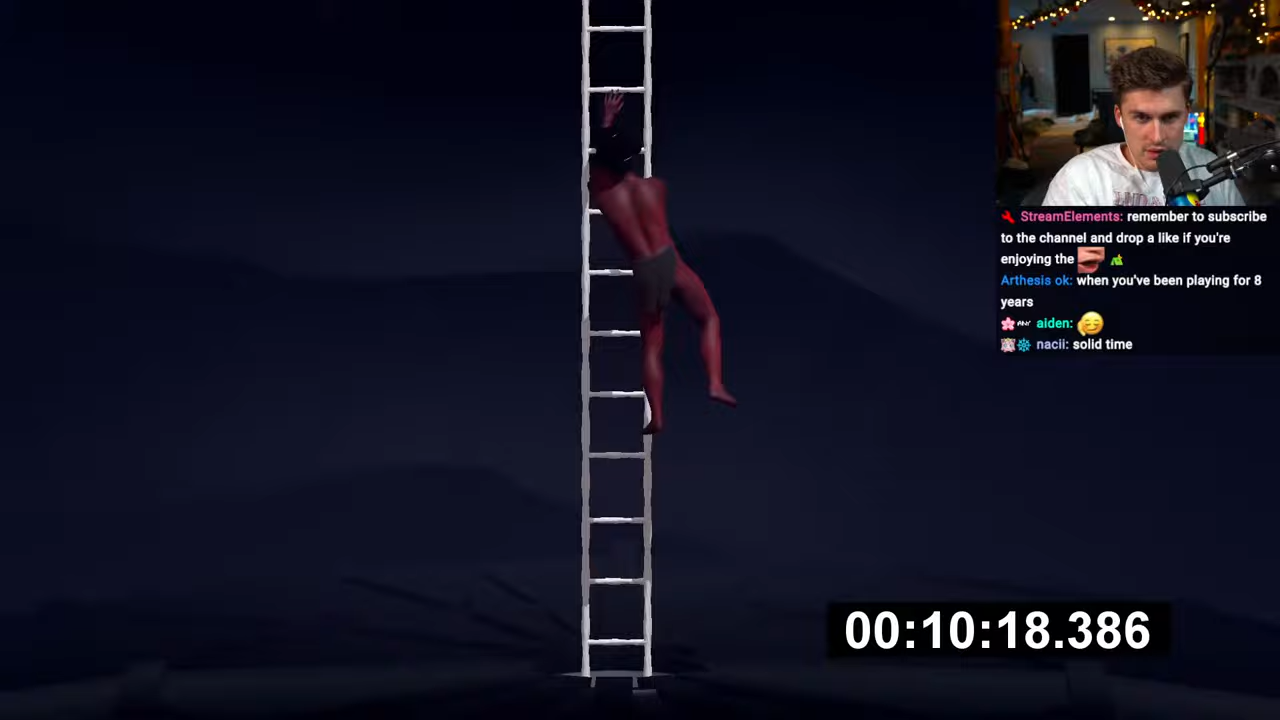 StreamElements: remember to subscribe
to the channel and drop a like if you're
enjoying the
Arthesis ok: when you've been playing for 8
years
aiden:
nacii: solid time
00:10:18.386